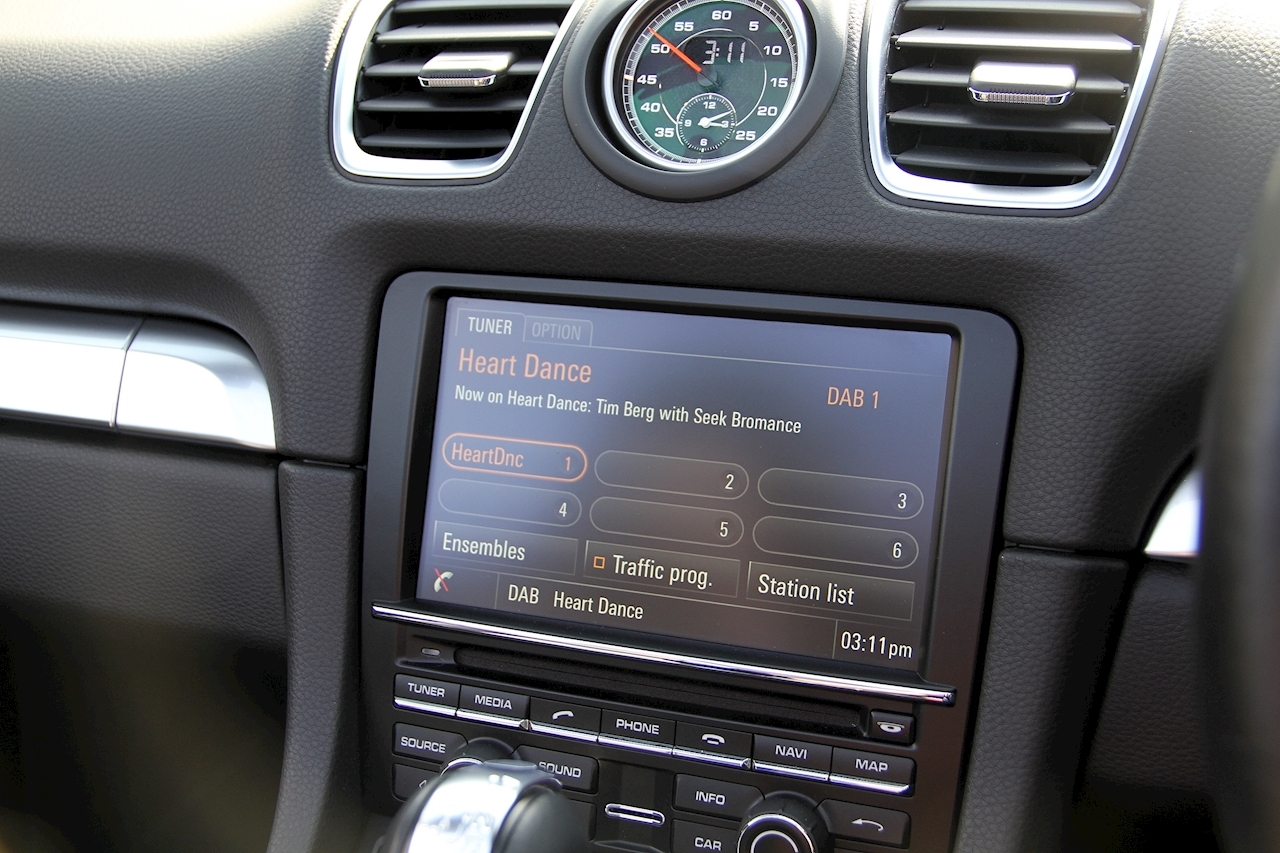 60
55 5
50 3:11 10
45 15
40 12 20
9 3
35 6 25
TUNER OPTION
Heart Dance
DAB 1
Now on Heart Dance: Tim Berg with Seek Bromance
HeartDnc 1 2 3
4 5 6
Ensembles Traffic prog. Station list
DAB Heart Dance
03:11pm
TUNER MEDIA PHONE NAVI MAP
SOURCE SOUND
INFO
CAR